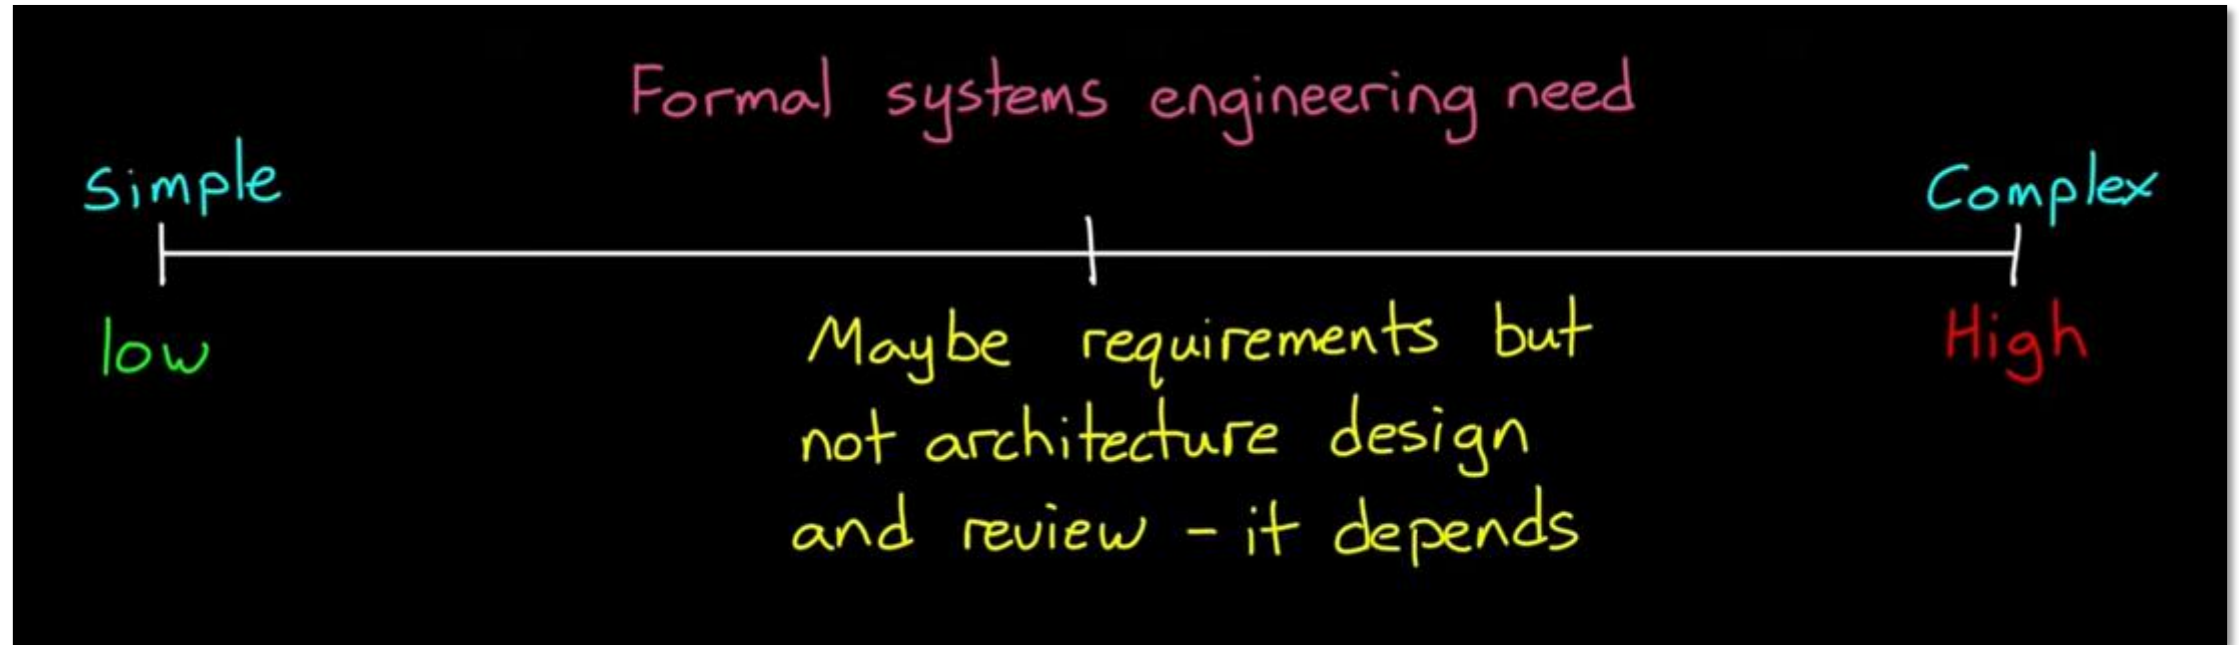 Formal systems engineering need
Simple
Complex
low
High
Maybe requirements but
not architecture design
and review - it depends